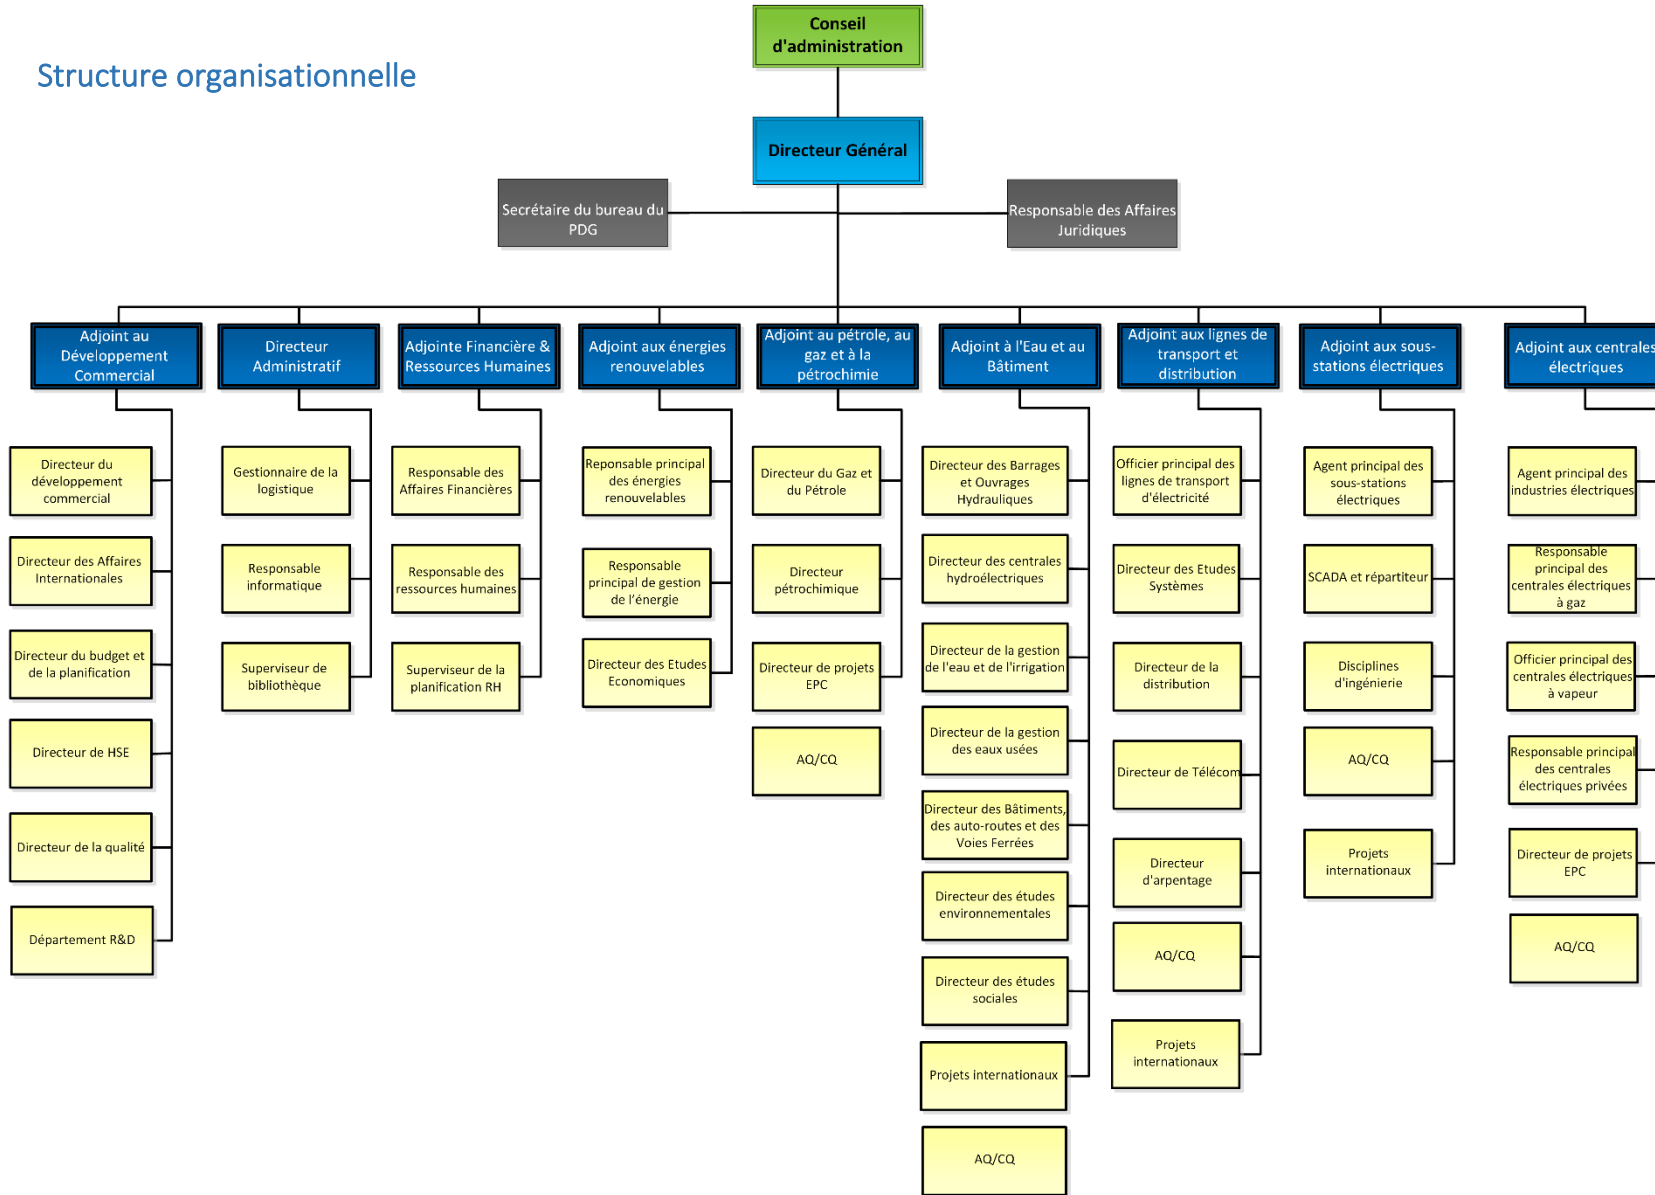 Structure organisationnelle
Conseil
d'administration
Directeur Général
Secrétaire du bureau du
PDG
Responsable des Affaires
Juridiques
Adjoint au
Développement
Commercial
Directeur
Administratif
Adjointe Financière &
Ressources Humaines
Adjoint aux énergies
renouvelables
Adjoint au pétrole, au
gaz et à la
pétrochimie
Adjoint à l'Eau et au
Bâtiment
Adjoint aux lignes de
transport et
distribution
Adjoint aux sous-
stations électriques
Adjoint aux centrales
électriques
Directeur du
développement
commercial
Directeur des Affaires
Internationales
Directeur du budget et
de la planification
Directeur de HSE
Directeur de la qualité
Département R&D
Gestionnaire de la
logistique
Responsable
informatique
Superviseur de
bibliothèque
Responsable des
Affaires Financières
Responsable des
ressources humaines
Superviseur de la
planification RH
Reponsable principal
des énergies
renouvelables
Responsable
principal de gestion
de l’énergie
Directeur des Etudes
Economiques
Directeur du Gaz et
du Pétrole
Directeur
pétrochimique
Directeur de projets
EPC
AQ/CQ
Directeur des Barrages
et Ouvrages
Hydrauliques
Directeur des centrales
hydroélectriques
Directeur de la gestion
de l'eau et de l'irrigation
Directeur de la gestion
des eaux usées
Directeur des Bâtiments,
des auto-routes et des
Voies Ferrées
Directeur des études
environnementales
Directeur des études
sociales
Projets internationaux
AQ/CQ
Officier principal des
lignes de transport
d'électricité
Directeur des Etudes
Systèmes
Directeur de la
distribution
Directeur de Télécom
Directeur
d'arpentage
AQ/CQ
Projets
internationaux
Agent principal des
sous-stations
électriques
SCADA et répartiteur
Disciplines
d'ingénierie
AQ/CQ
Projets
internationaux
Agent principal des
industries électriques
Responsable
principal des
centrales électriques
à gaz
Officier principal des
centrales électriques
à vapeur
Responsable principal
des centrales
électriques privées
Directeur de projets
EPC
AQ/CQ